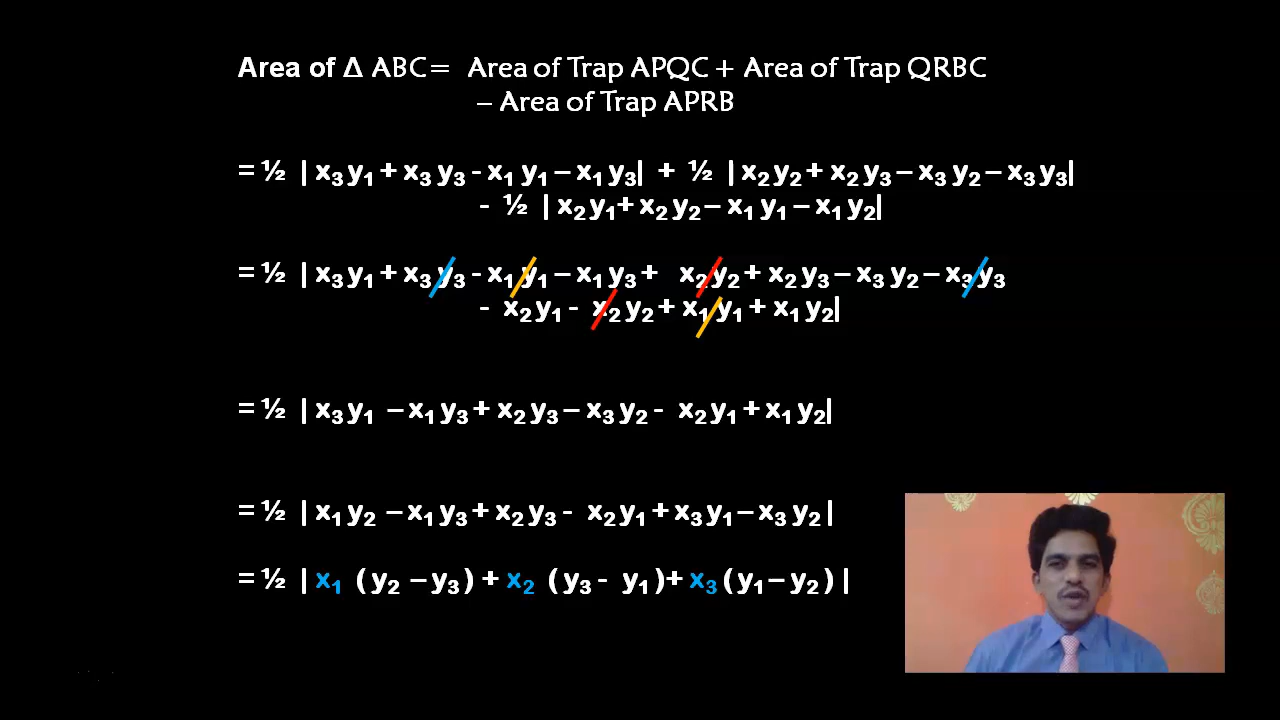 Area of Δ ABC = Area of Trap APQC + Area of Trap QRBC
– Area of Trap APRB
= ½ | x₃ y₁ + x₃ y₃ - x₁ y₁ – x₁ y₃| + ½ | x₂ y₂ + x₂ y₃ – x₃ y₂ – x₃ y₃|
- ½ | x₂ y₁ + x₂ y₂ – x₁ y₁ – x₁ y₂|
= ½ | x₃ y₁ + x₃ y₃ - x₁ y₁ – x₁ y₃ + x₂ y₂ + x₂ y₃ – x₃ y₂ – x₃ y₃
- x₂ y₁ - x₂ y₂ + x₁ y₁ + x₁ y₂|
= ½ | x₃ y₁ – x₁ y₃ + x₂ y₃ – x₃ y₂ - x₂ y₁ + x₁ y₂|
= ½ | x₁ y₂ – x₁ y₃ + x₂ y₃ - x₂ y₁ + x₃ y₁ – x₃ y₂ |
= ½ | x₁ ( y₂ – y₃ ) + x₂ ( y₃ - y₁ )+ x₃ ( y₁ – y₂ ) |